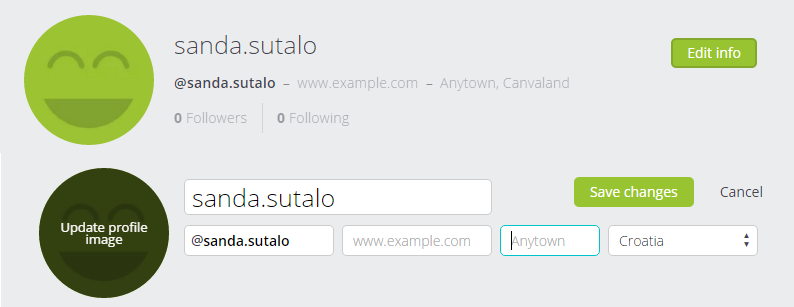 sanda.sutalo
Edit info
@sanda.sutalo – www.example.com – Anytown, Canvaland
0 Followers 0 Following
sanda.sutalo
Save changes Cancel
Update profile
image
@sanda.sutalo www.example.com Anytown Croatia